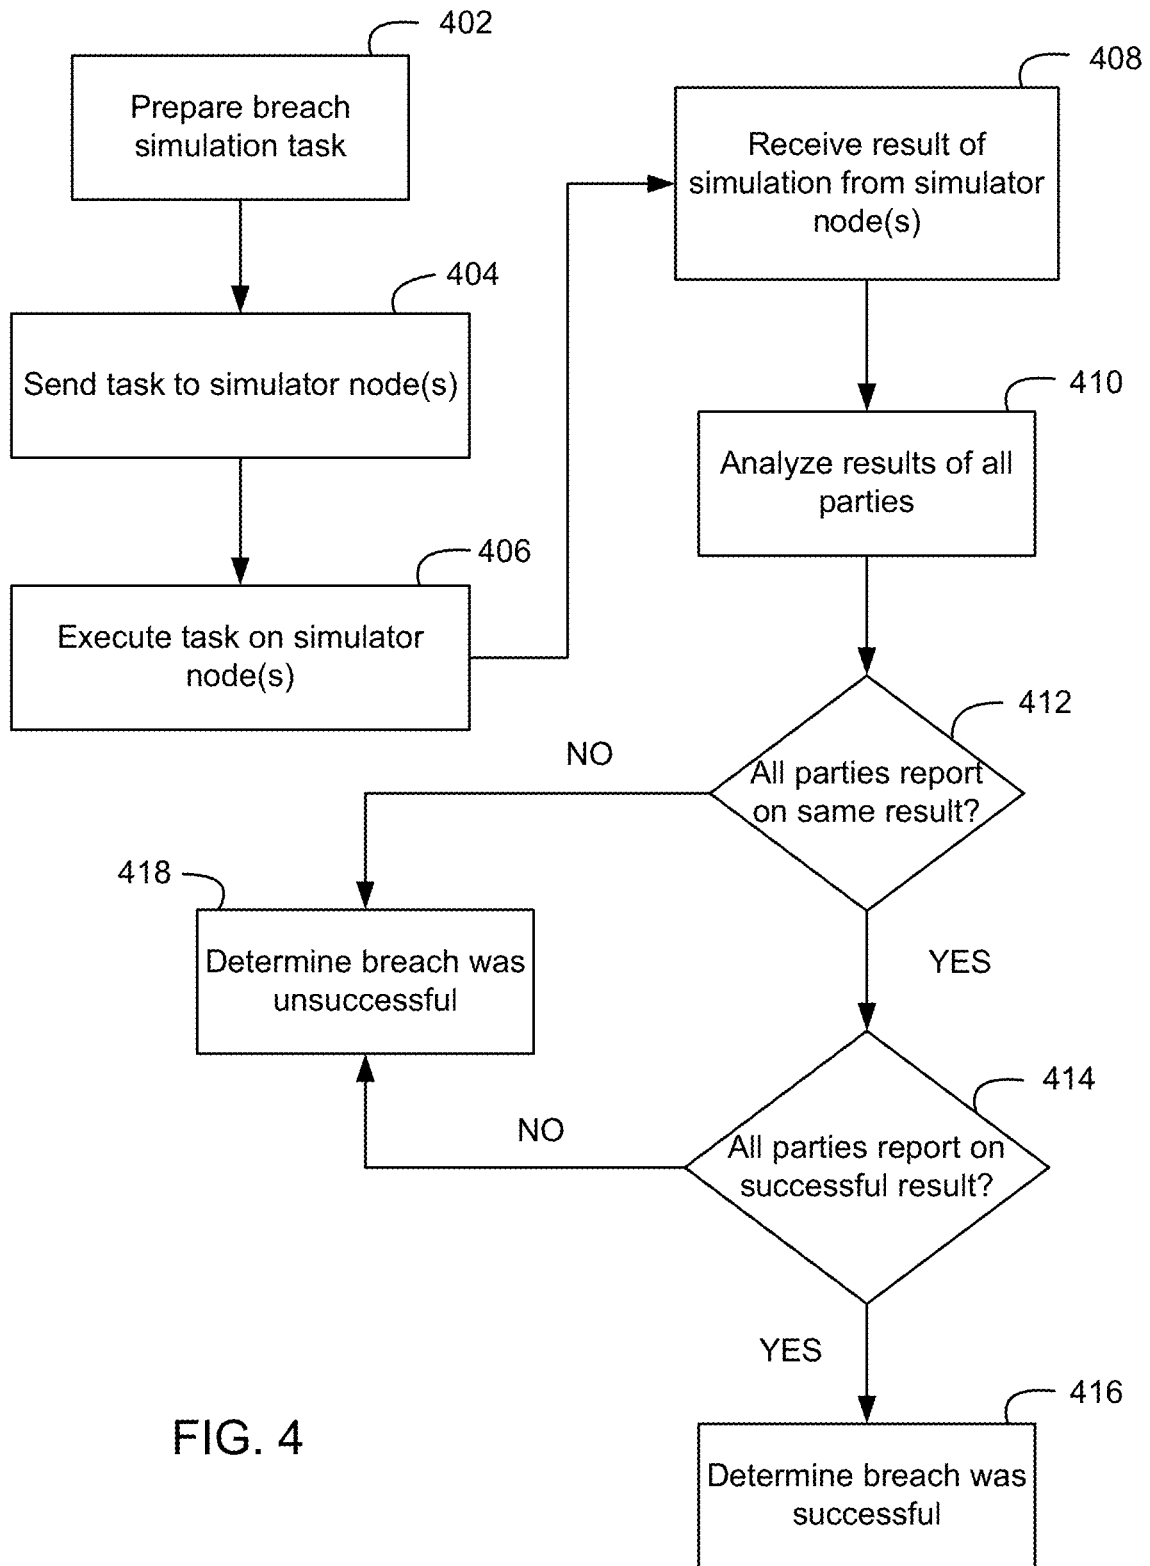 402
Prepare breach
simulation task
404
Send task to simulator node(s)
406
Execute task on simulator
node(s)
408
Receive result of
simulation from simulator
node(s)
410
Analyze results of all
parties
412
All parties report
on same result?
NO
YES
418
Determine breach was
unsuccessful
414
All parties report on
successful result?
NO
YES
416
Determine breach was
successful
FIG. 4